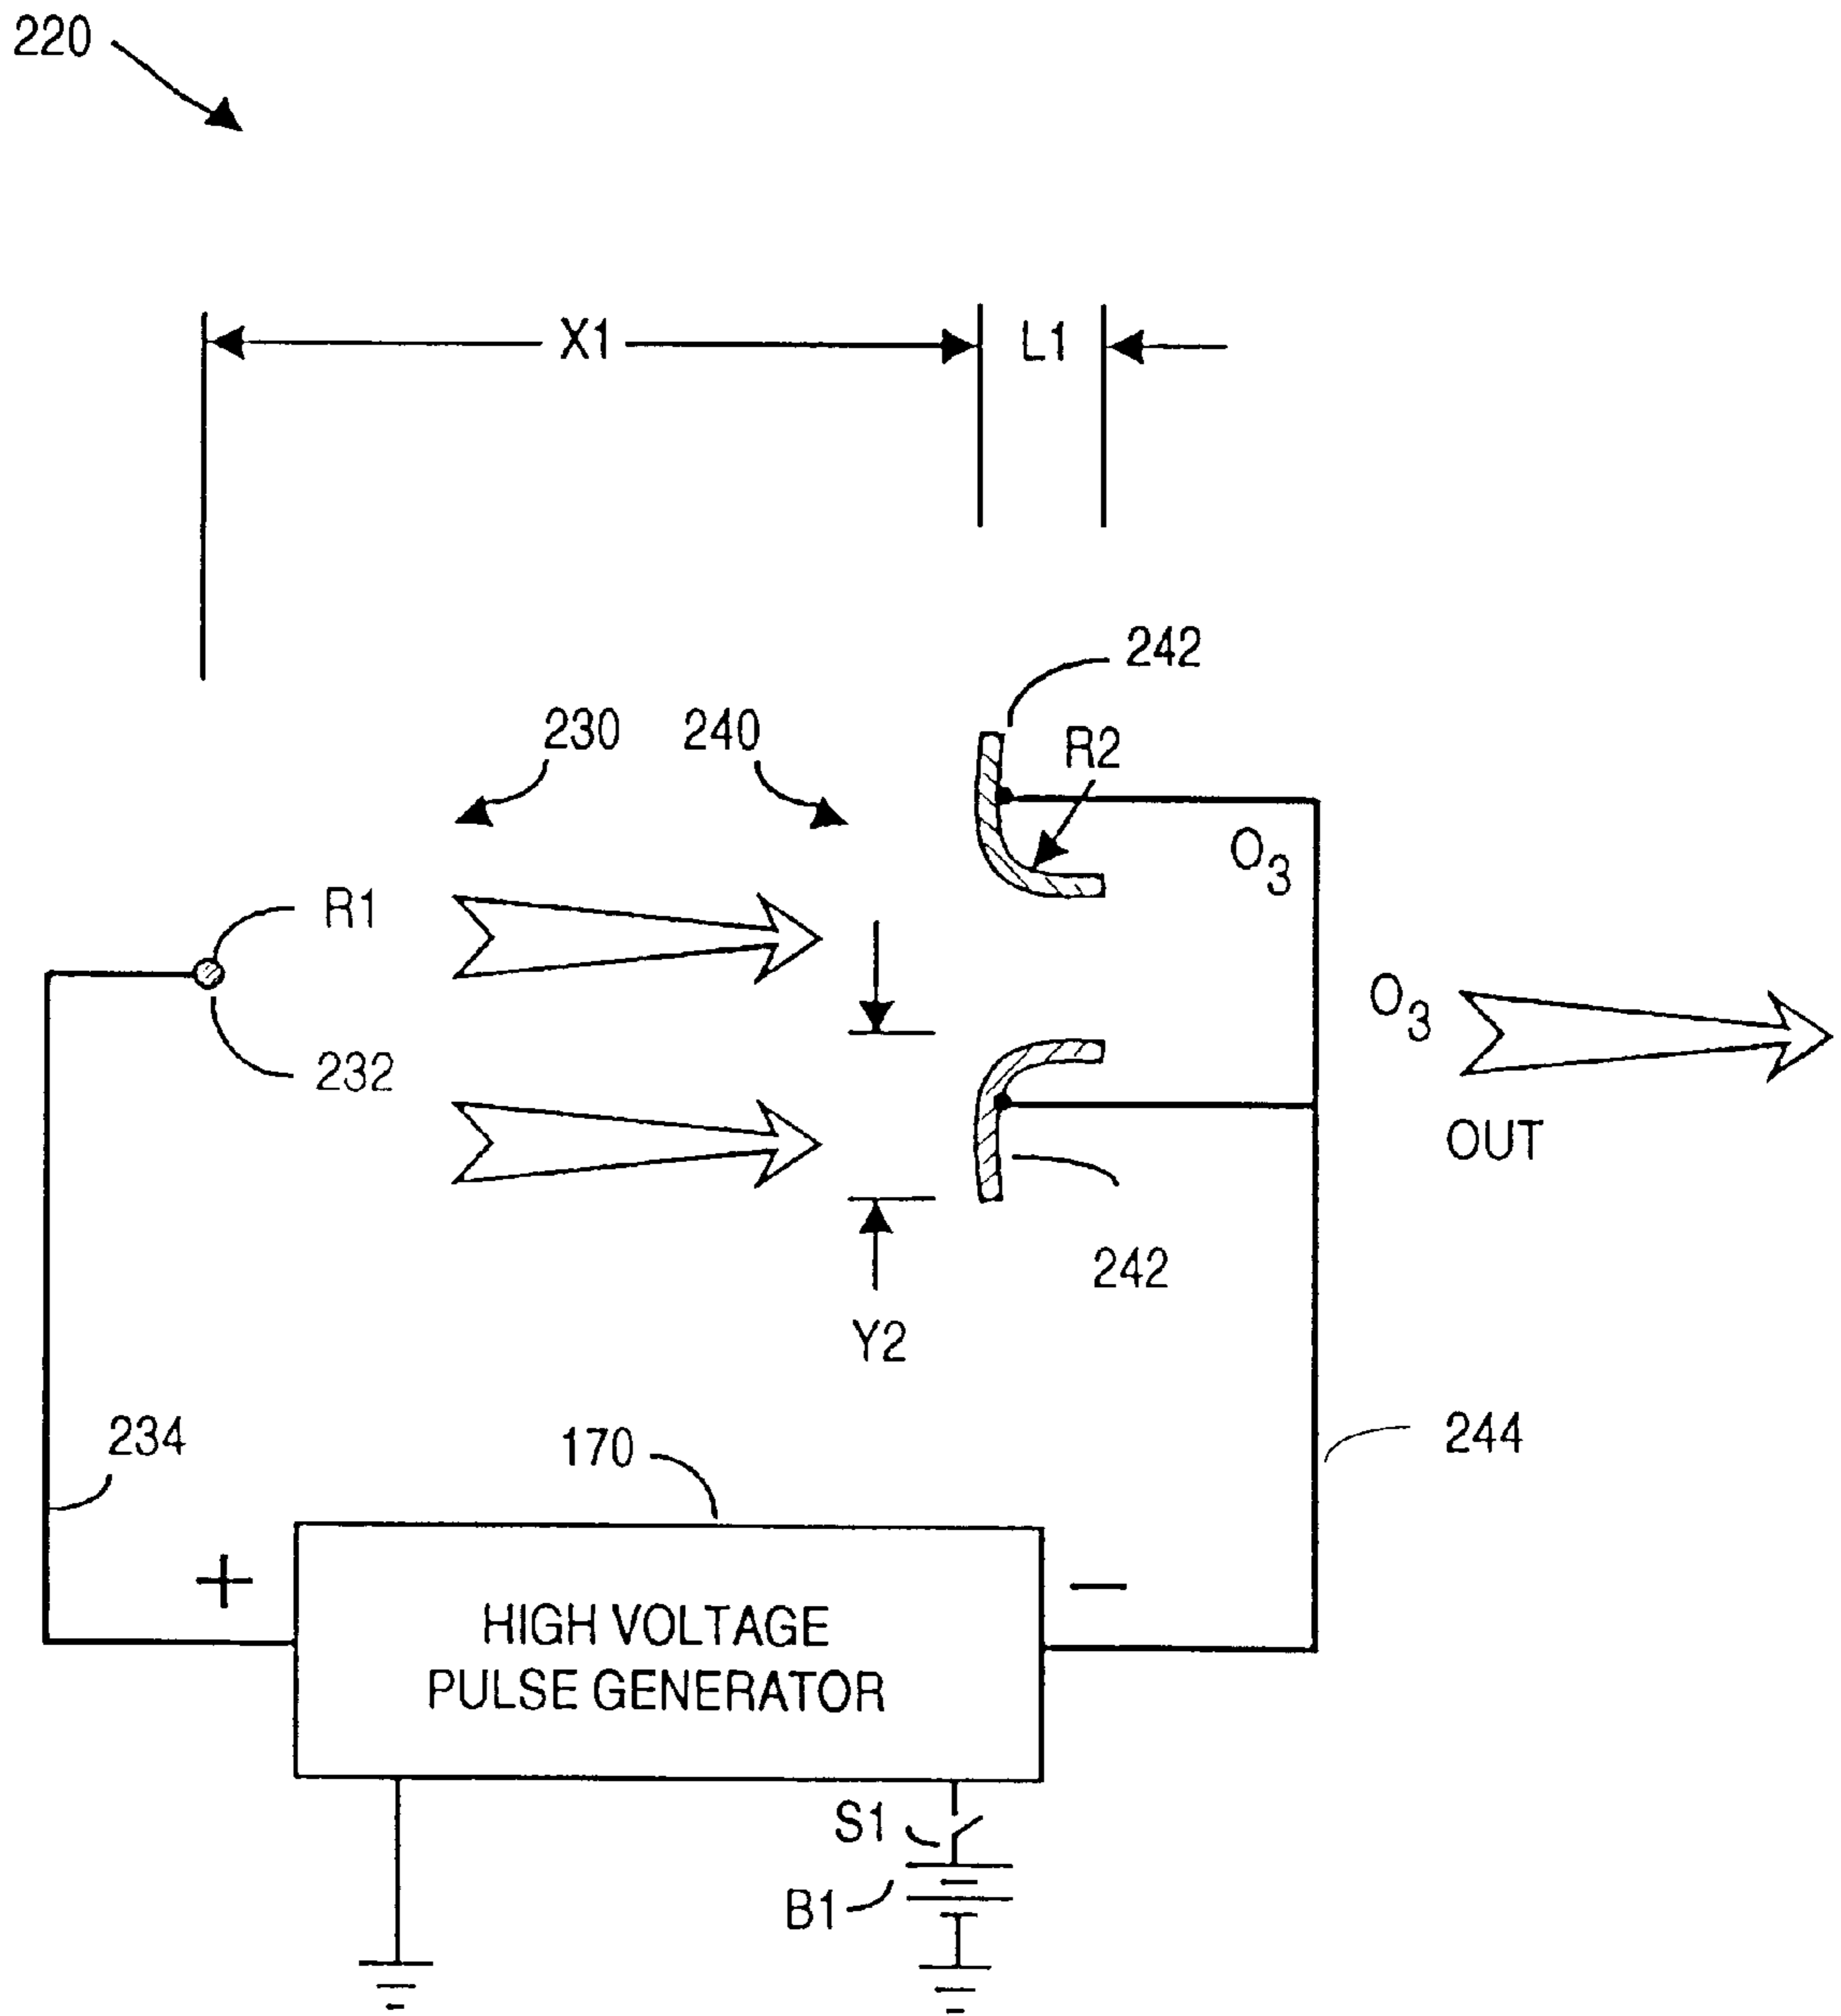 220
X1
L1
242
230
240
R2
O3
R1
O3
232
OUT
242
Y2
234
170
244
+
−
HIGH VOLTAGE
PULSE GENERATOR
S1
B1